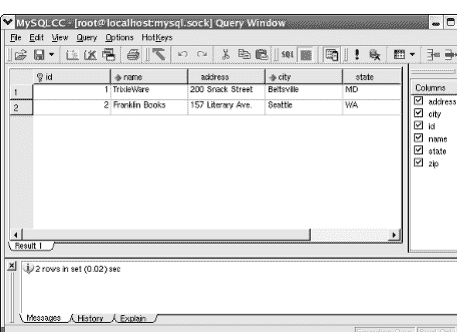 MySQLCC - [root@localhost:mysql.sock] Query Window
File Edit View Query Options HotKeys
SQL
id name address city state
1 1 TrixieWare 200 Snack Street Beltsville MD
2 2 Franklin Books 157 Literary Ave. Seattle WA
Columns
address
city
id
name
state
zip
Result 1
2 rows in set (0.02) sec
Messages History Explain